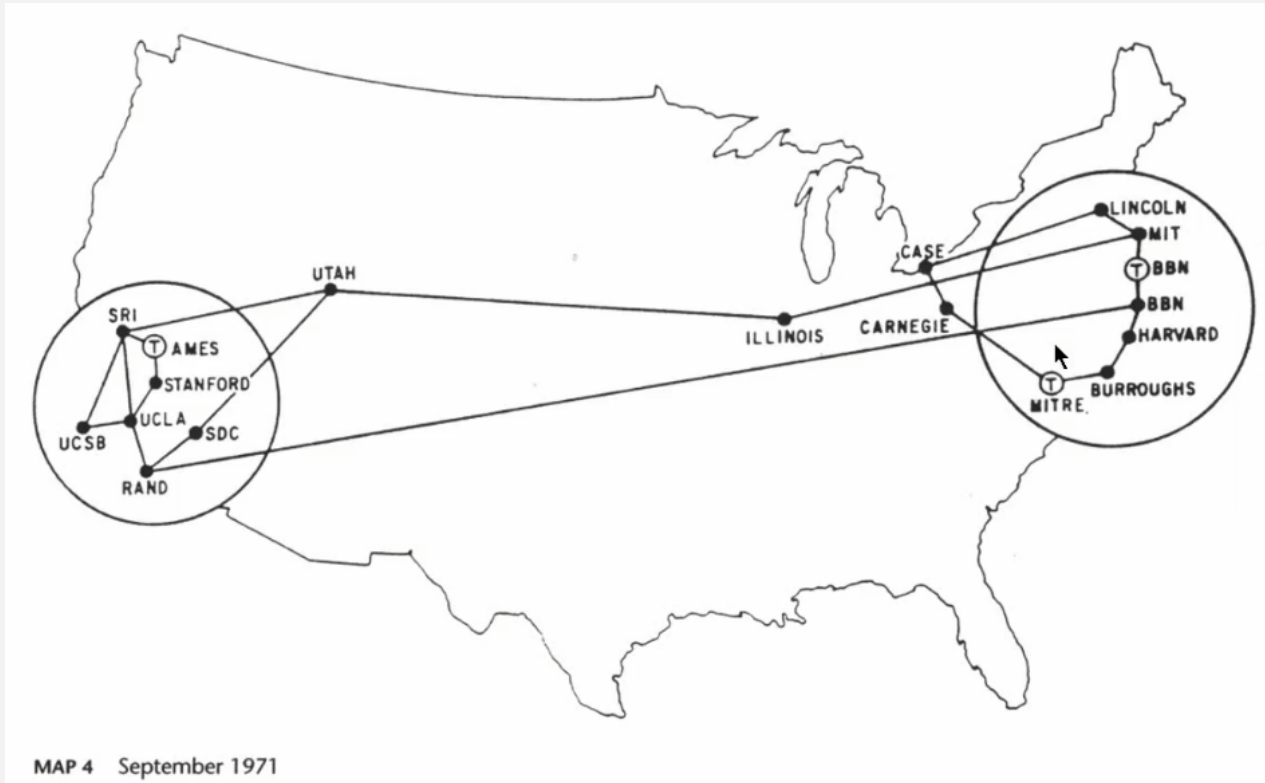 LINCOLN
MIT
CASE
T BBN
UTAH
BBN
SRI
ILLINOIS
CARNEGIE
HARVARD
T AMES
STANFORD
T
BURROUGHS
MITRE
UCLA
SDC
UCSB
RAND
MAP 4 September 1971